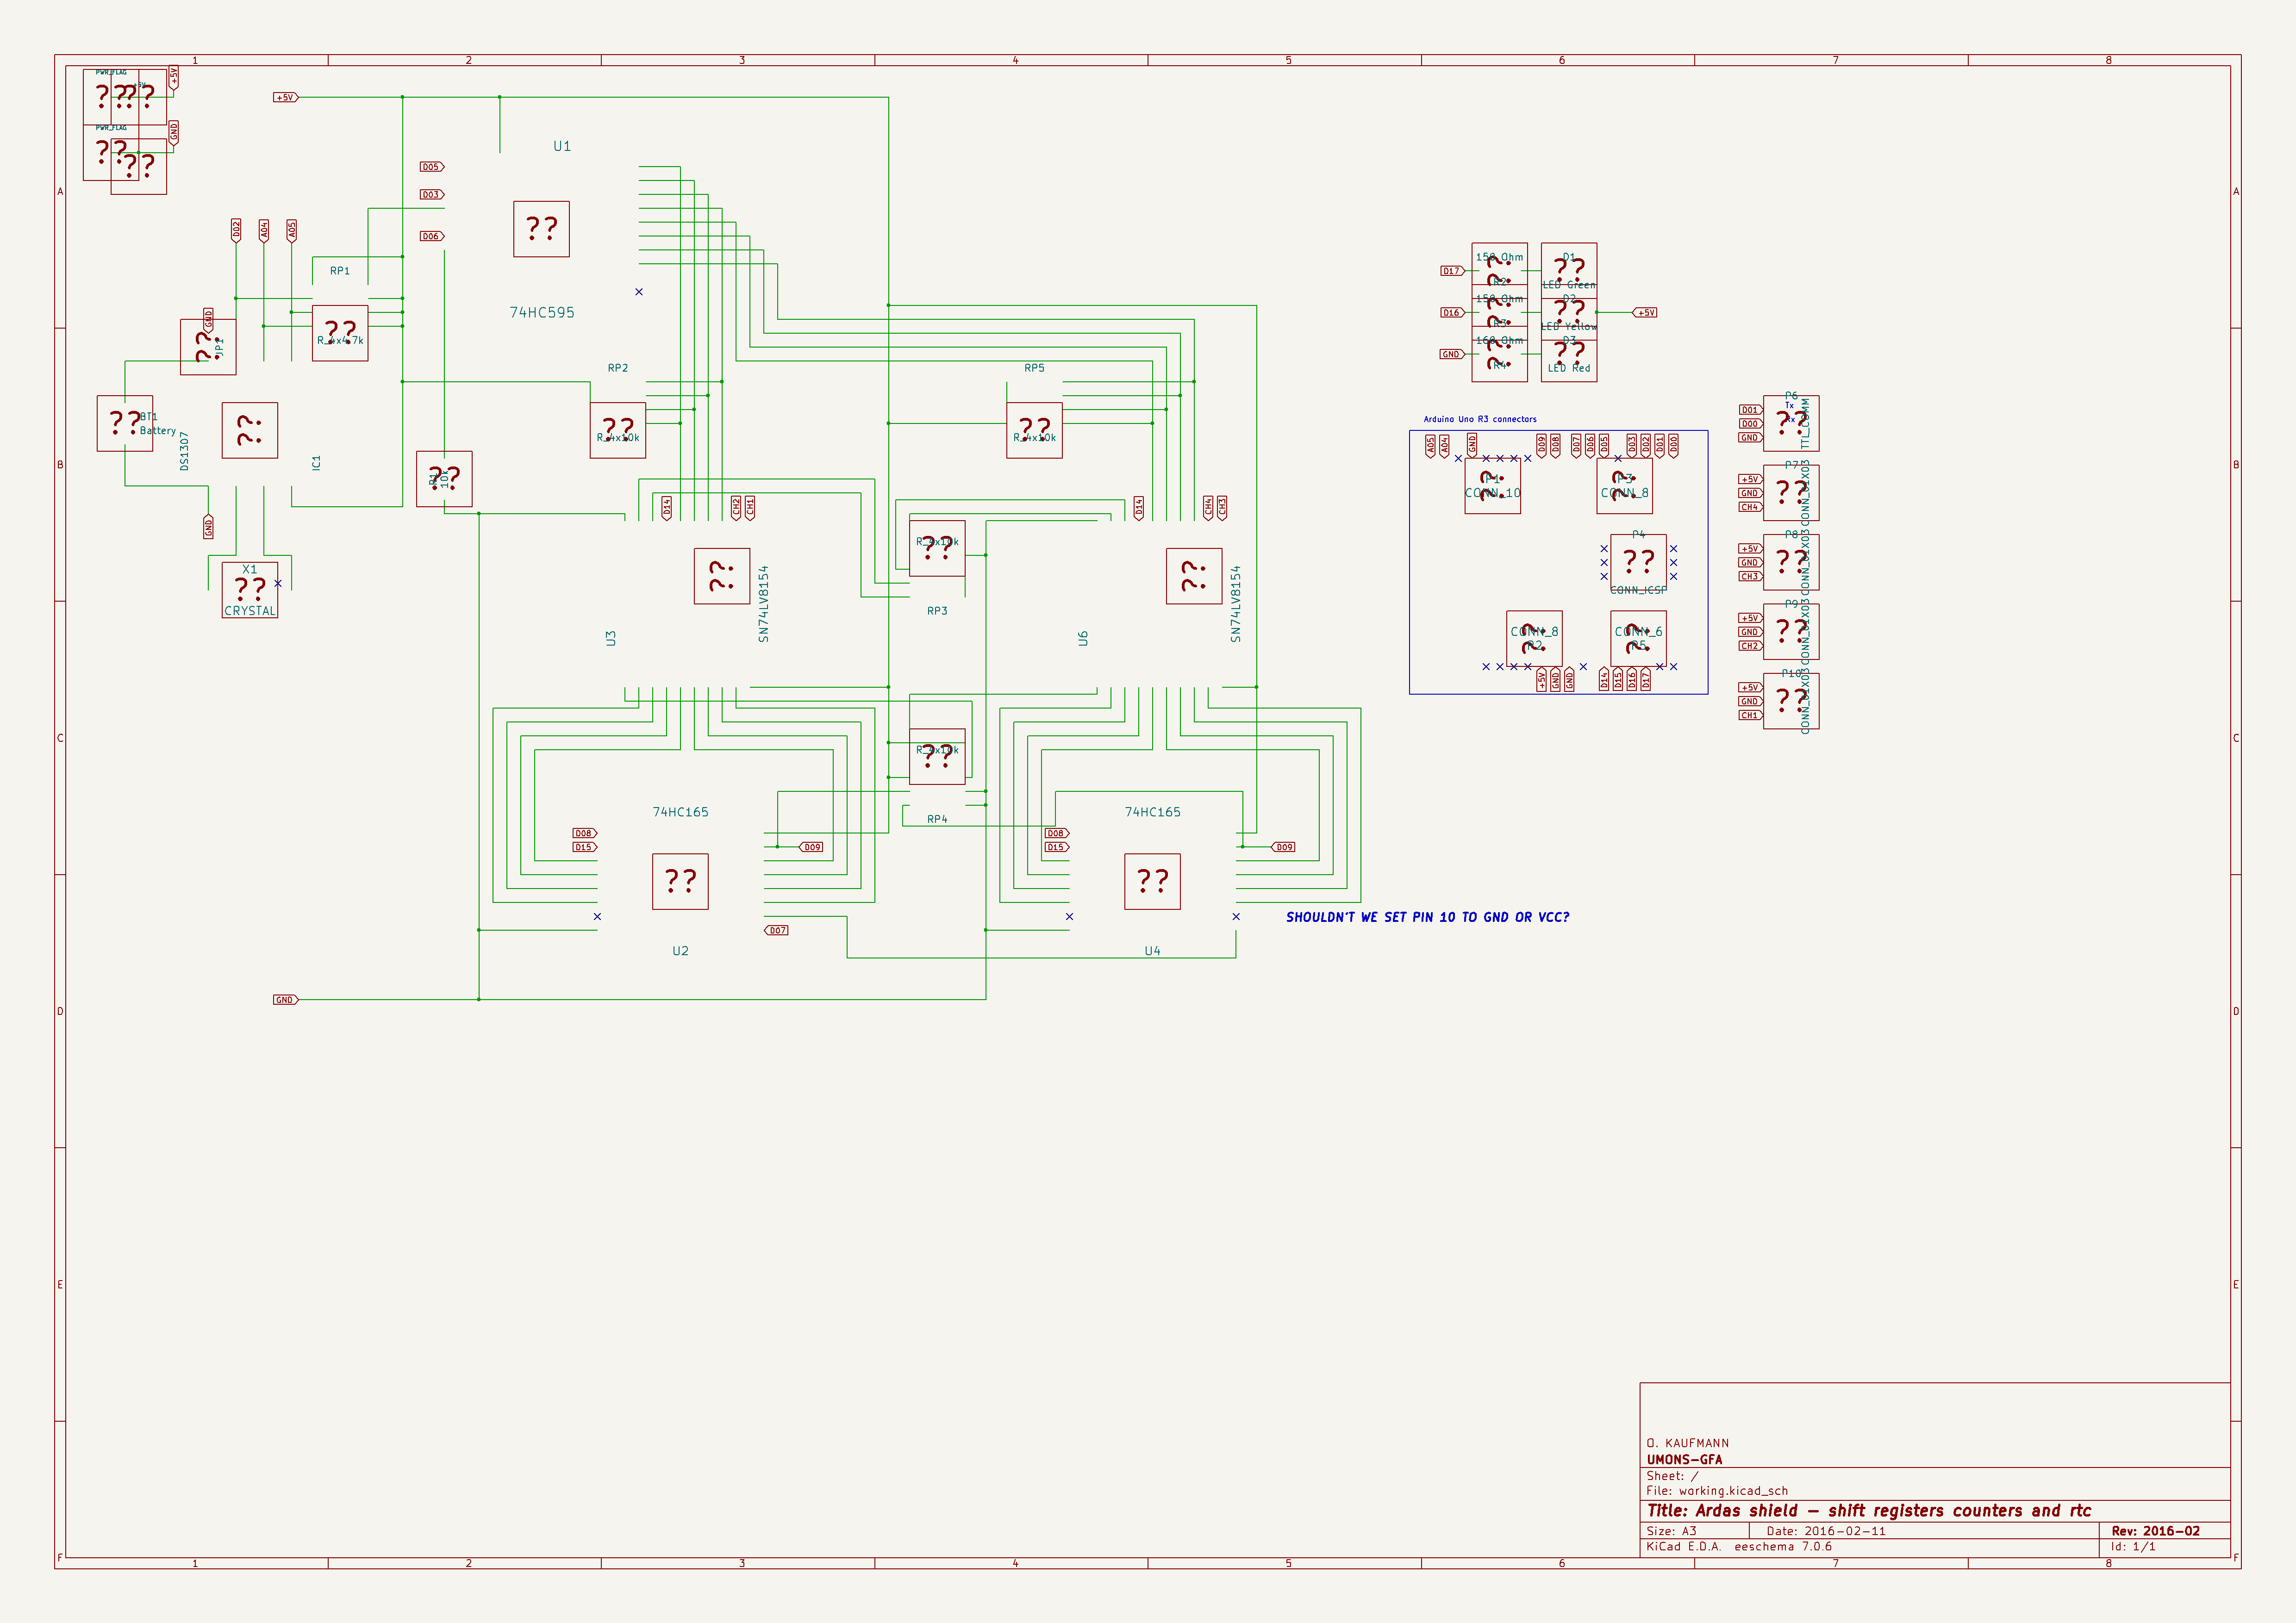 1 2 3 4 5 6 7 8
A B C D E F
PWR_FLAG
+5V
PWR_FLAG
GND
+5V
U1
D05
D03
D06
??
74HC595
D02
A04
A05
RP1
R_4x4.7k
GND
JP1
BT1
Battery
DS1307
IC1
GND
X1
CRYSTAL
R1
10k
RP2
R_4x10k
RP5
R_4x10k
D14
CH2
CH1
D14
CH4
CH3
U3
SN74LV8154
R_4x10k
RP3
U6
SN74LV8154
R_4x10k
RP4
74HC165
D08
D15
D09
??
D07
U2
74HC165
D08
D15
D09
??
U4
SHOULDN'T WE SET PIN 10 TO GND OR VCC?
GND
D17
150 Ohm
R2
D1
LED Green
D16
150 Ohm
R3
D2
LED Yellow
+5V
GND
160 Ohm
R4
D3
LED Red
Arduino Uno R3 connectors
A05
A04
GND
D09
D08
D07
D06
D05
D03
D02
D01
D00
P1
CONN_10
P3
CONN_8
P4
CONN_ICSP
CONN_8
CONN_6
+5V
GND
GND
D14
D15
D16
D17
P6
Tx
Rx
D01
D00
GND
TTL_COMM
P7
+5V
GND
CH4
CONN_01X03
P8
+5V
GND
CH3
CONN_01X03
P9
+5V
GND
CH2
CONN_01X03
P10
+5V
GND
CH1
CONN_01X03
O. KAUFMANN
UMONS-GFA
Sheet: /
File: working.kicad_sch
Title: Ardas shield - shift registers counters and rtc
Size: A3
Date: 2016-02-11
Rev: 2016-02
KiCad E.D.A. eeschema 7.0.6
Id: 1/1